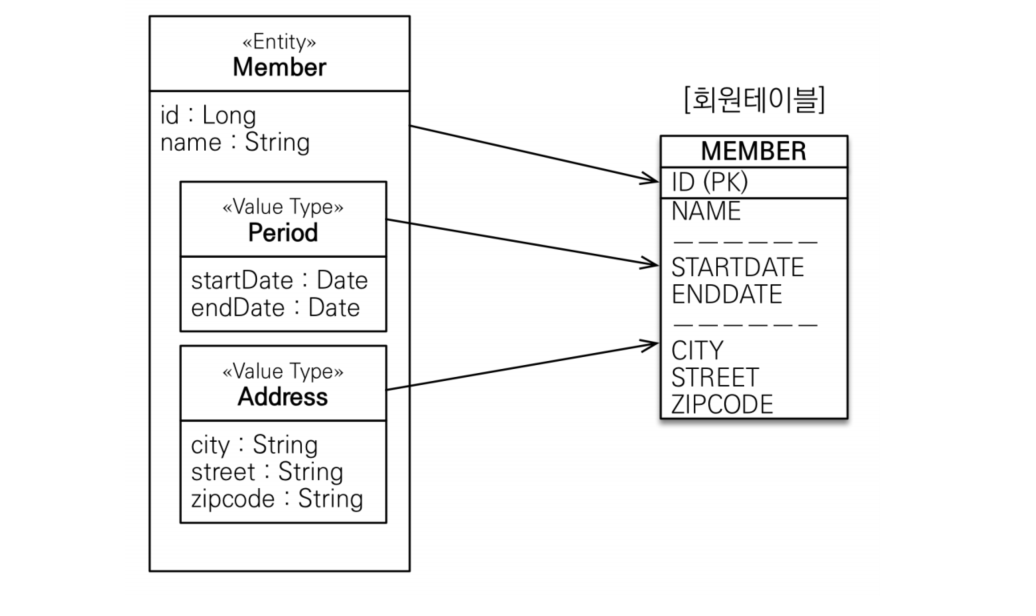 «Entity»
Member
id : Long
name : String
«Value Type»
Period
startDate : Date
endDate : Date
«Value Type»
Address
city : String
street : String
zipcode : String
[회원테이블]
MEMBER
ID (PK)
NAME
STARTDATE
ENDDATE
CITY
STREET
ZIPCODE